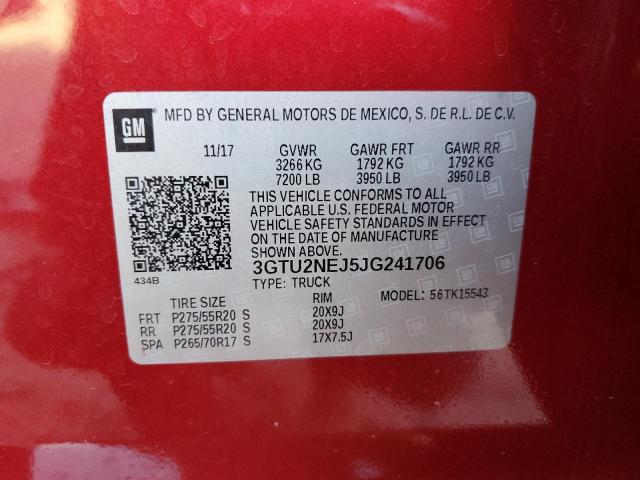 GM
MFD BY GENERAL MOTORS DE MEXICO, S. DE R.L. DE C.V.
11/17 GVWR GAWR FRT GAWR RR
3266 KG 1792 KG 1792 KG
7200 LB 3950 LB 3950 LB
THIS VEHICLE CONFORMS TO ALL
APPLICABLE U.S. FEDERAL MOTOR
VEHICLE SAFETY STANDARDS IN EFFECT
ON THE DATE OF MANUFACTURE SHOWN ABOVE.
3GTU2NEJ5JG241706
434B
TYPE: TRUCK
MODEL: 56TK15543
TIRE SIZE RIM
FRT P275/55R20 S 20X9J
RR P275/55R20 S 20X9J
SPA P265/70R17 S 17X7.5J